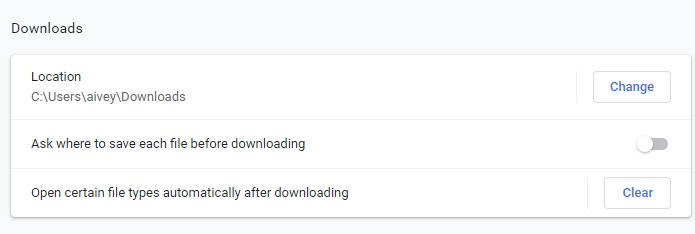 Downloads
Location
C:\Users\aivey\Downloads
Change
Ask where to save each file before downloading
Open certain file types automatically after downloading
Clear